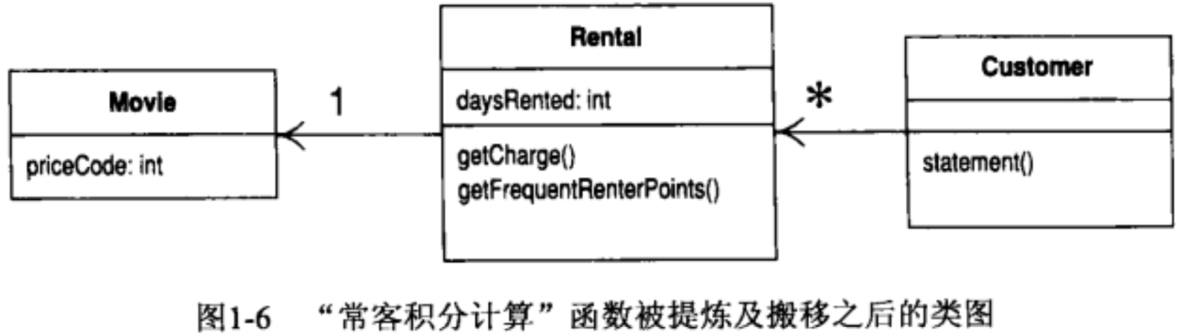 Movie
priceCode: int
1
Rental
daysRented: int
getCharge()
getFrequentRenterPoints()
*
Customer
statement()
图1-6 “常客积分计算”函数被提炼及搬移之后的类图